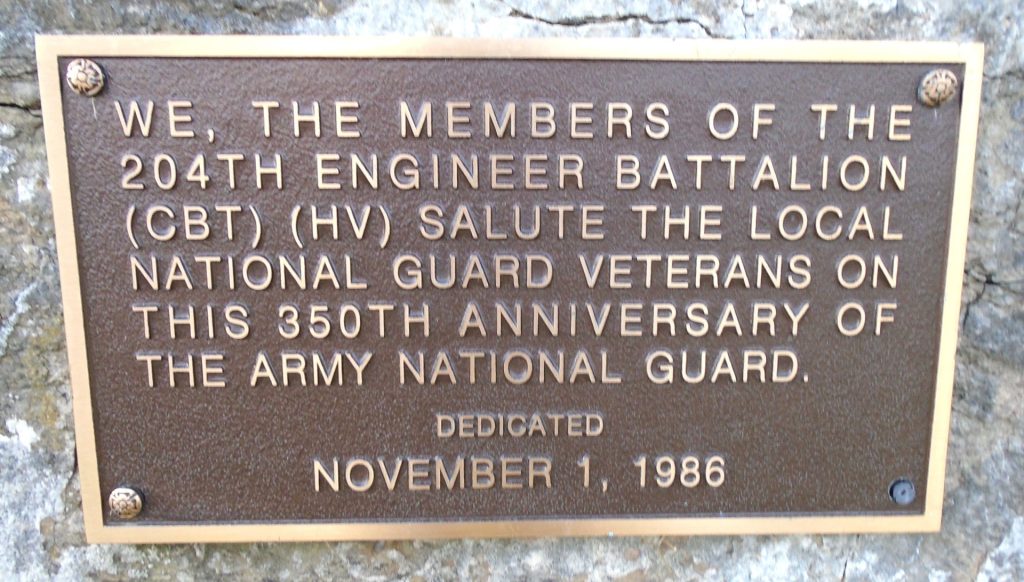 WE, THE MEMBERS OF THE
204TH ENGINEER BATTALION
(CBT) (HV) SALUTE THE LOCAL
NATIONAL GUARD VETERANS ON
THIS 350TH ANNIVERSARY OF
THE ARMY NATIONAL GUARD.
DEDICATED
NOVEMBER 1, 1986